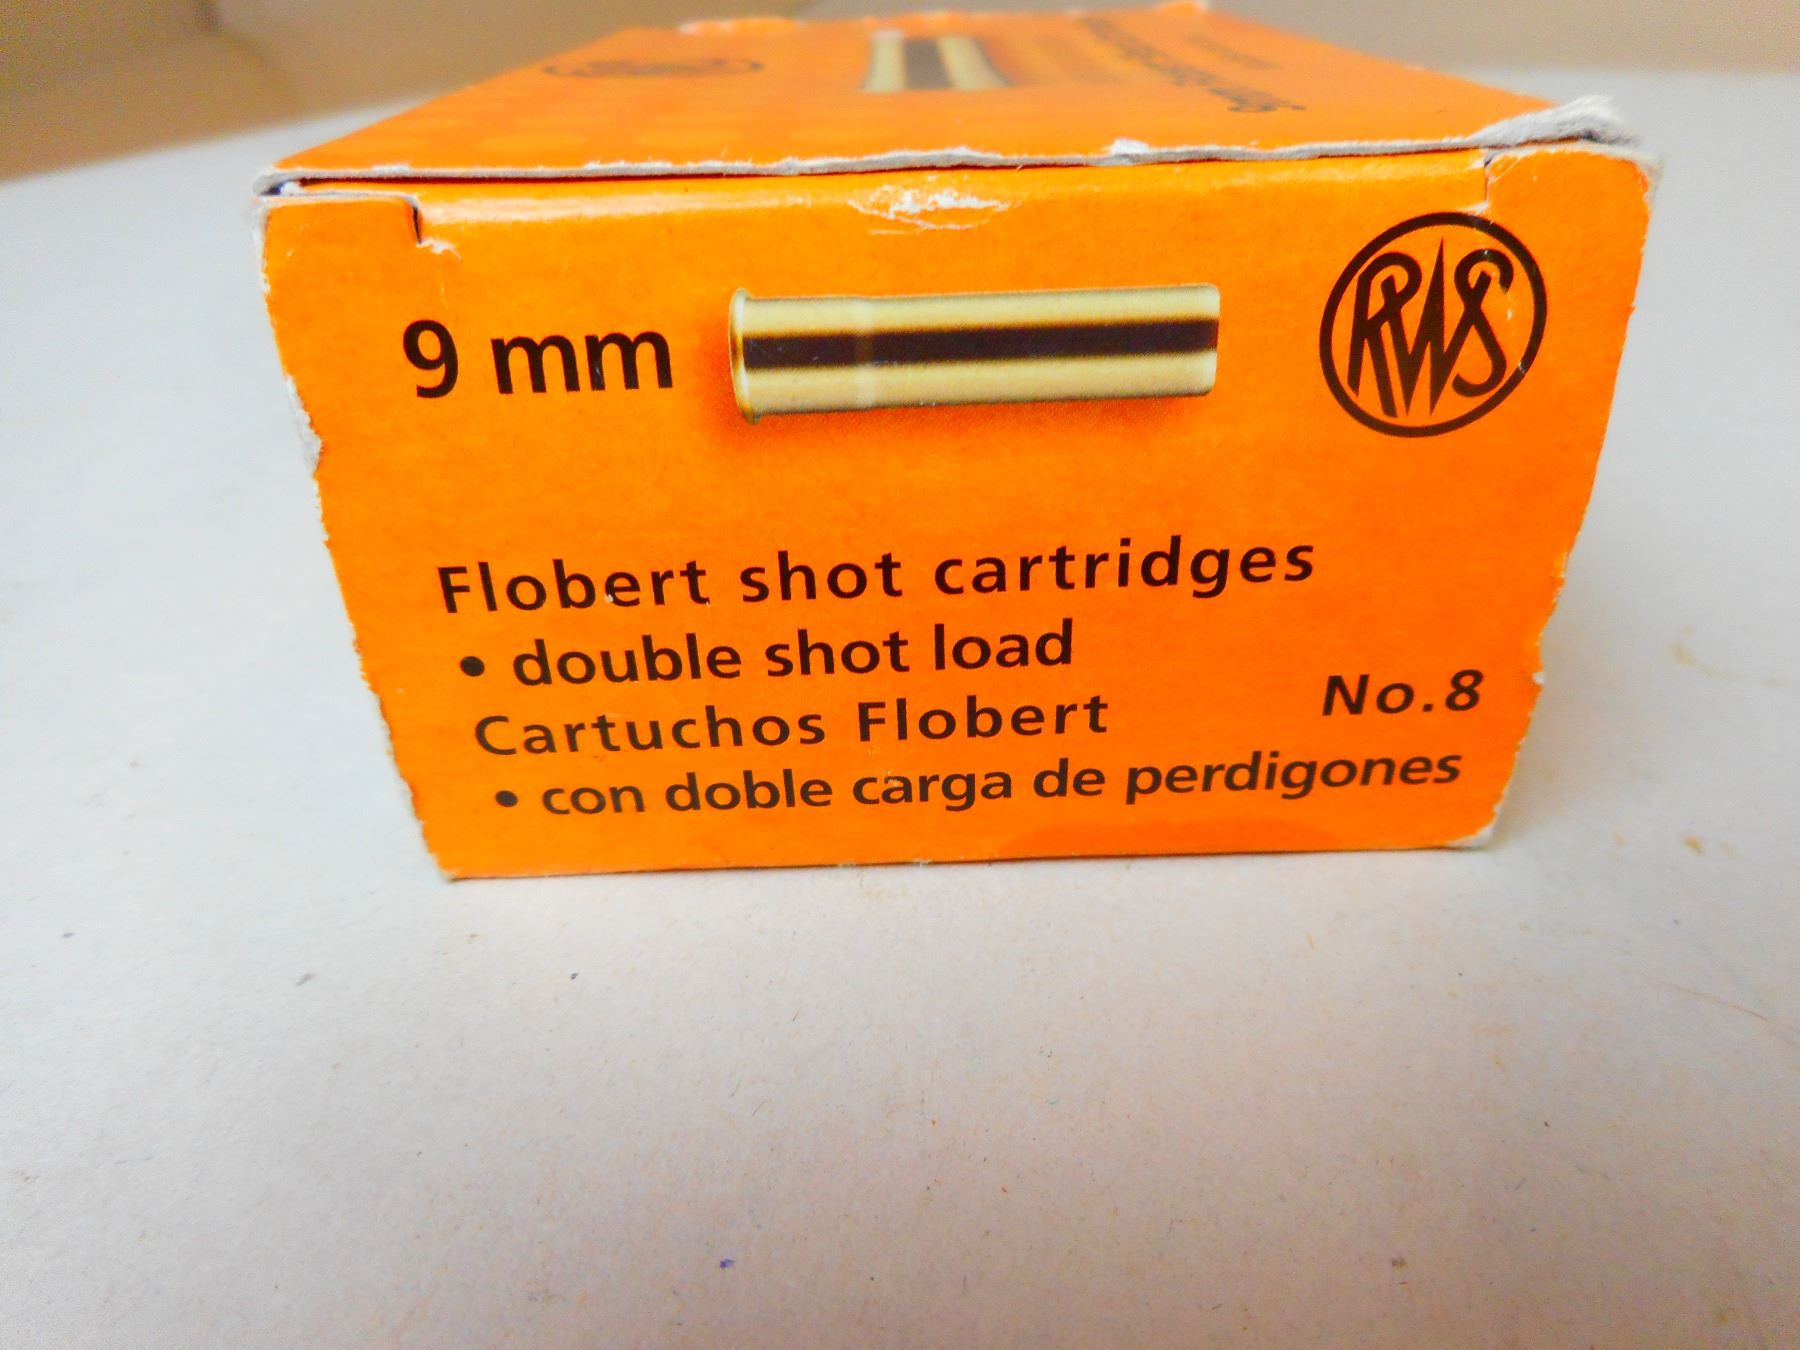 9 mm
RWS
Flobert shot cartridges
• double shot load
Cartuchos Flobert
No.8
• con doble carga de perdigones